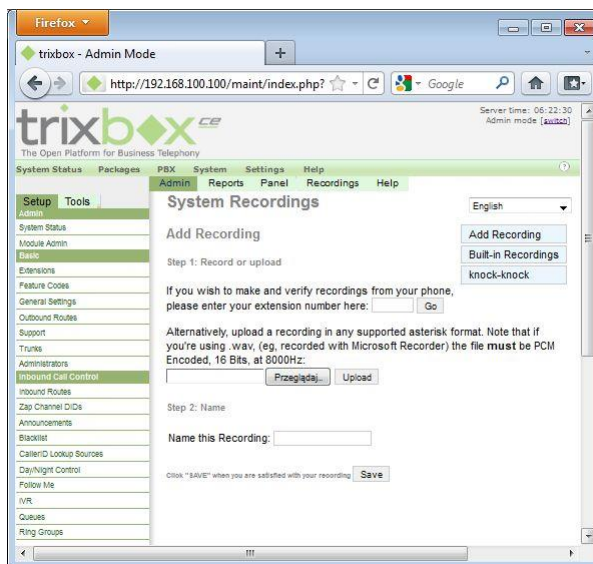 Firefox
trixbox - Admin Mode
+
http://192.168.100.100/maint/index.php?
Google
trixbox CE
The Open Platform for Business Telephony
Server time: 06:22:30
Admin mode [switch]
System Status Packages PBX System Settings Help
Admin Reports Panel Recordings Help
Setup Tools
Admin
System Status
Module Admin
Basic
Extensions
Feature Codes
General Settings
Outbound Routes
Support
Trunks
Administrators
Inbound Call Control
Inbound Routes
Zap Channel DIDs
Announcements
Blacklist
CallerID Lookup Sources
Day/Night Control
Follow Me
IVR
Queues
Ring Groups
System Recordings
English
Add Recording
Built-in Recordings
knock-knock
Add Recording
Step 1: Record or upload
If you wish to make and verify recordings from your phone,
please enter your extension number here: Go
Alternatively, upload a recording in any supported asterisk format. Note that if
you're using .wav, (eg, recorded with Microsoft Recorder) the file must be PCM
Encoded, 16 Bits, at 8000Hz:
Przeglądaj... Upload
Step 2: Name
Name this Recording:
Click "SAVE" when you are satisfied with your recording Save